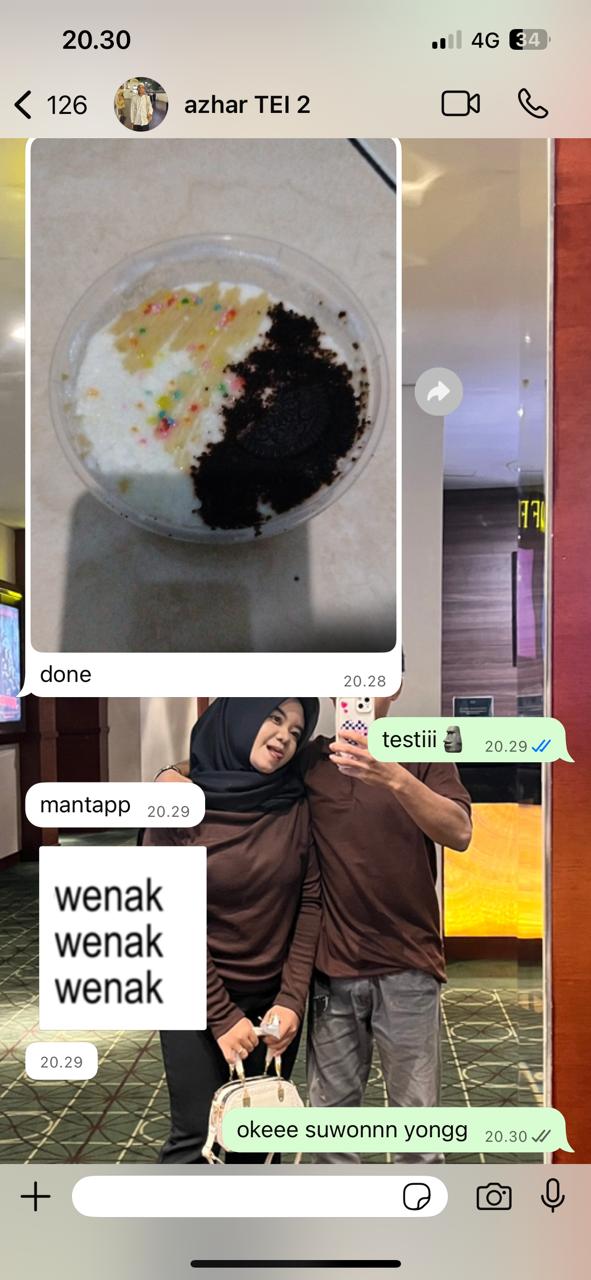 20.30
4G
34
126
azhar TEI 2
done
20.28
testiii🗿 20.29
mantapp 20.29
wenak
wenak
wenak
20.29
okeee suwonnn yongg 20.30